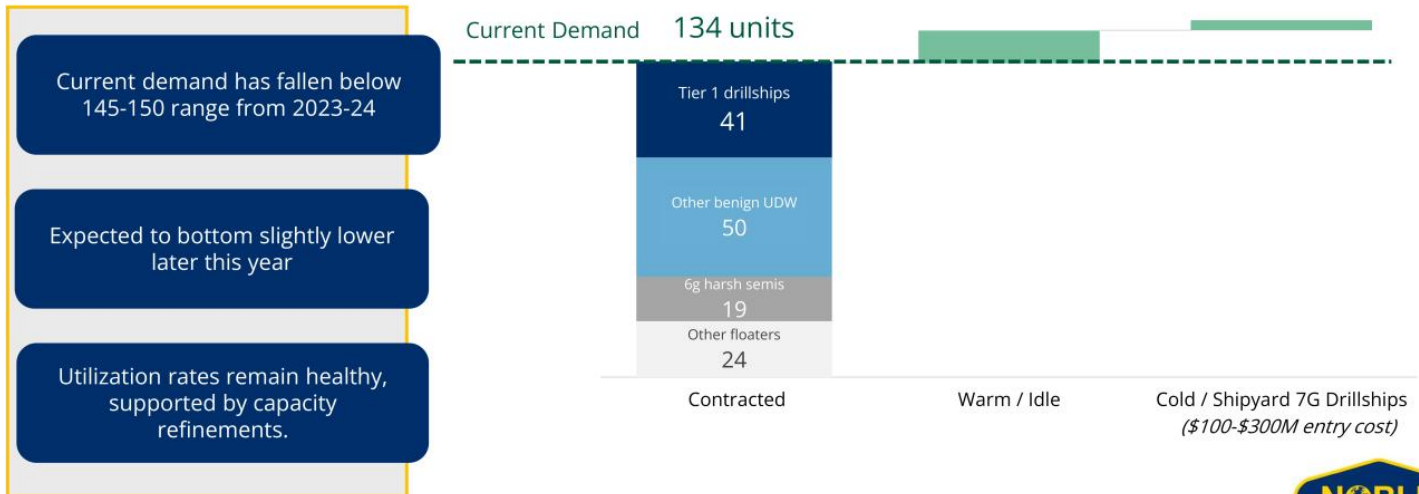 Current demand has fallen below
145-150 range from 2023-24
Expected to bottom slightly lower
later this year
Utilization rates remain healthy,
supported by capacity
refinements.
Current Demand 134 units
Tier 1 drillships
41
Other benign UDW
50
6g harsh semis
19
Other floaters
24
Contracted
Warm / Idle
Cold / Shipyard 7G Drillships
($100-$300M entry cost)